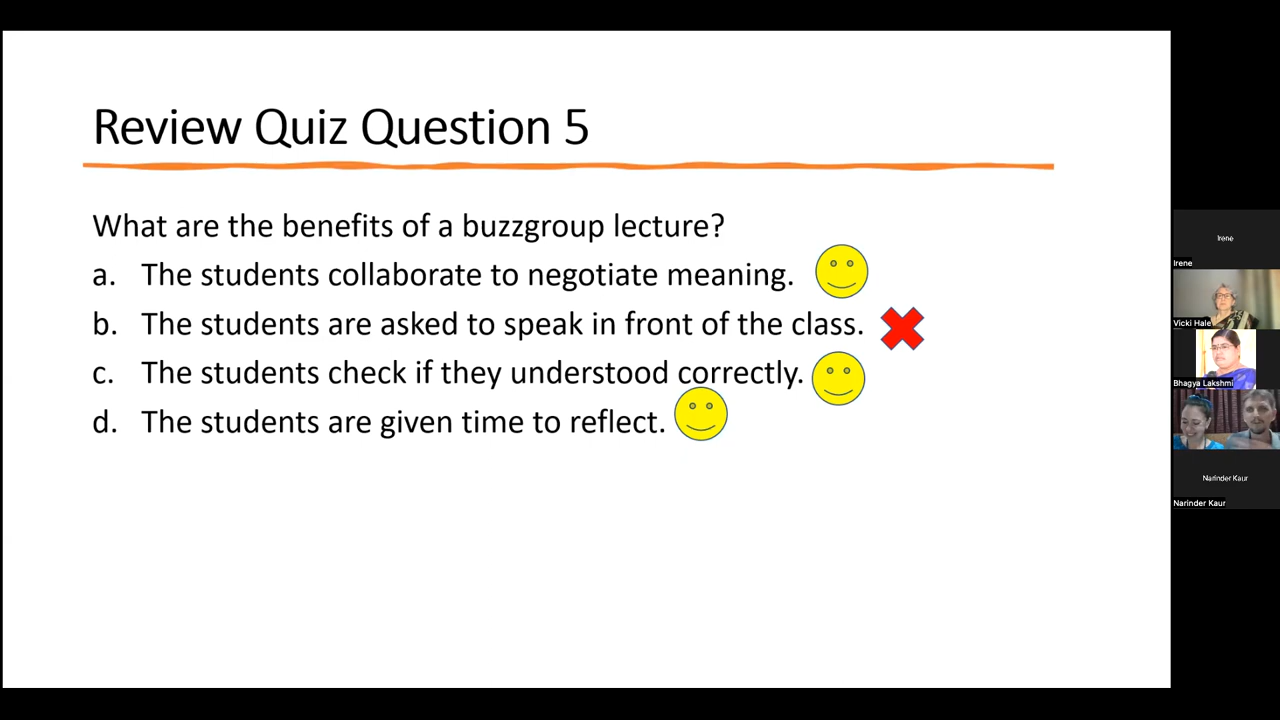 Review Quiz Question 5
What are the benefits of a buzzgroup lecture?
a. The students collaborate to negotiate meaning.
b. The students are asked to speak in front of the class.
c. The students check if they understood correctly.
d. The students are given time to reflect.
Irene
Irene
Vicki Hale
Bhagya Lakshmi
Narinder Kaur
Narinder Kaur